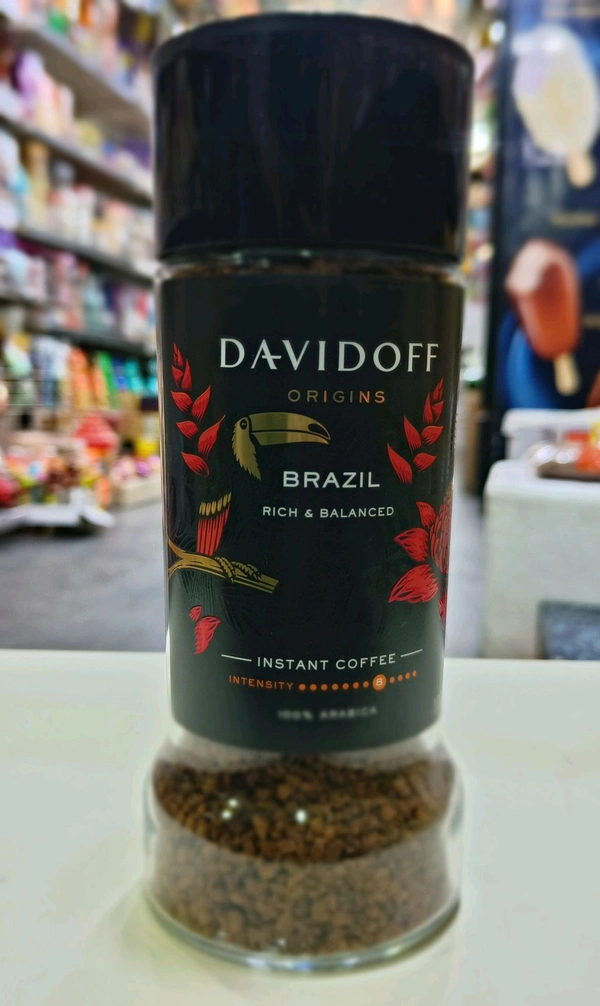 DAVIDOFF
ORIGINS
BRAZIL
RICH & BALANCED
INSTANT COFFEE
INTENSITY 8
100% ARABICA